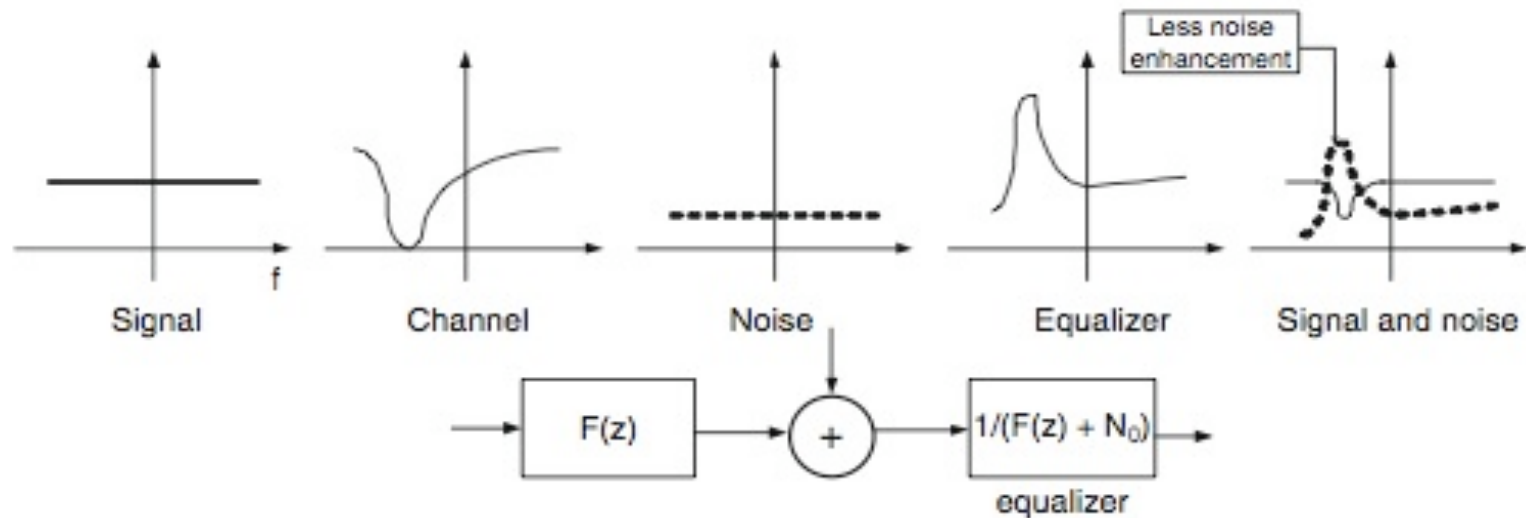 Less noise
enhancement
f
Signal
Channel
Noise
Equalizer
Signal and noise
F(z)
+
1/(F(z) + N₀)
equalizer